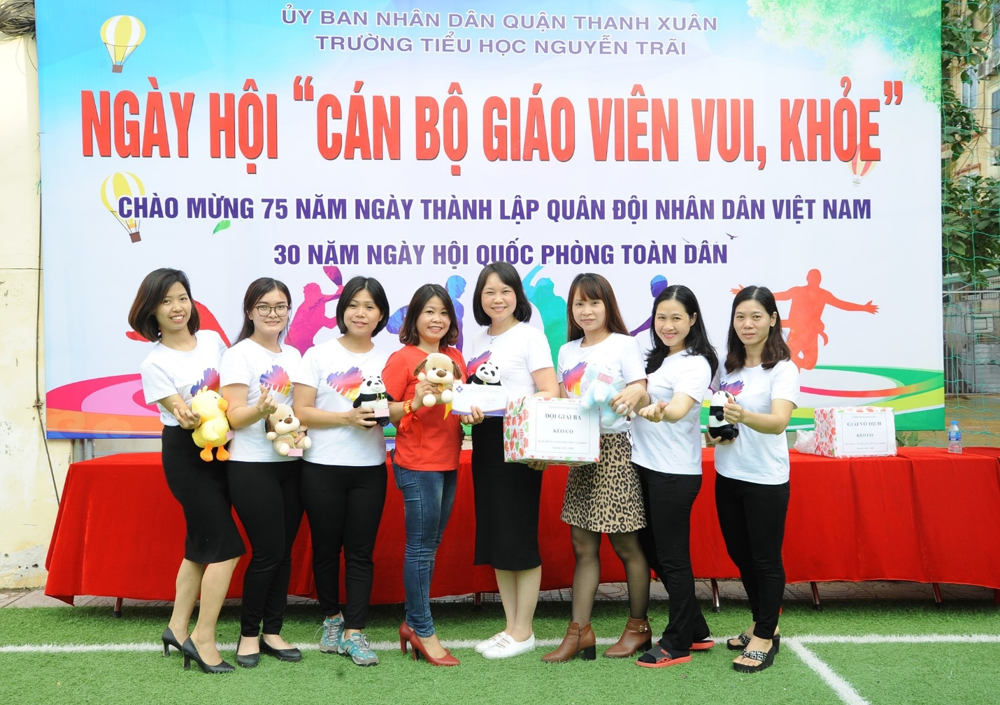 ỦY BAN NHÂN DÂN QUẬN THANH XUÂN
TRƯỜNG TIỂU HỌC NGUYỄN TRÃI
NGÀY HỘI “CÁN BỘ GIÁO VIÊN VUI, KHỎE”
CHÀO MỪNG 75 NĂM NGÀY THÀNH LẬP QUÂN ĐỘI NHÂN DÂN VIỆT NAM
30 NĂM NGÀY HỘI QUỐC PHÒNG TOÀN DÂN
ĐỘI GIẢI BA
KÉO CO
GIẢI VÔ ĐỊCH
KÉO CO